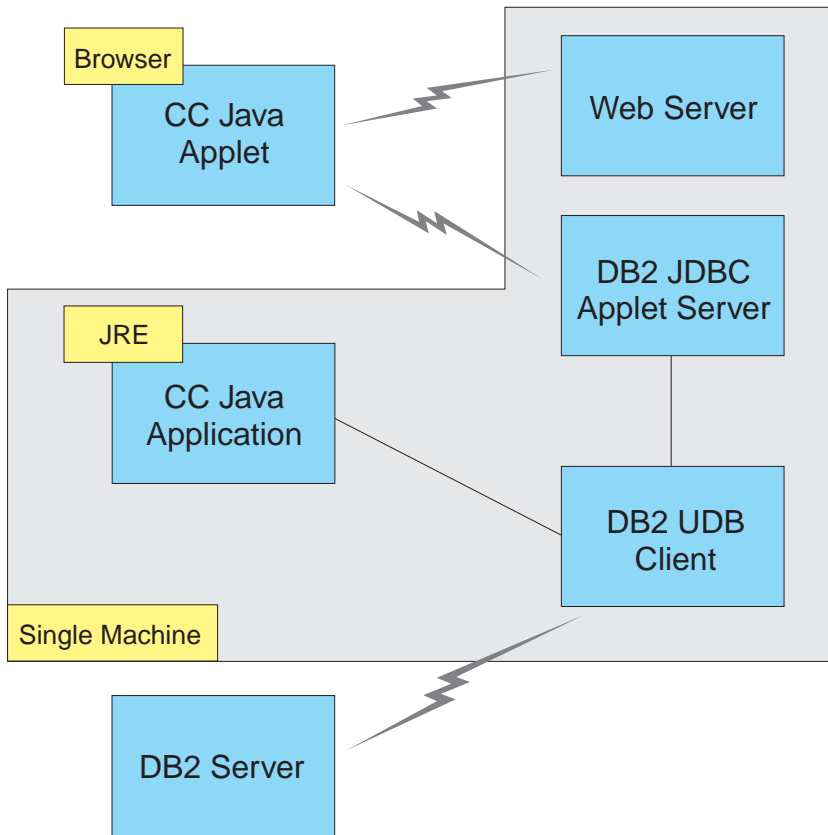 Browser
CC Java
Applet
Web Server
DB2 JDBC
Applet Server
JRE
CC Java
Application
DB2 UDB
Client
Single Machine
DB2 Server